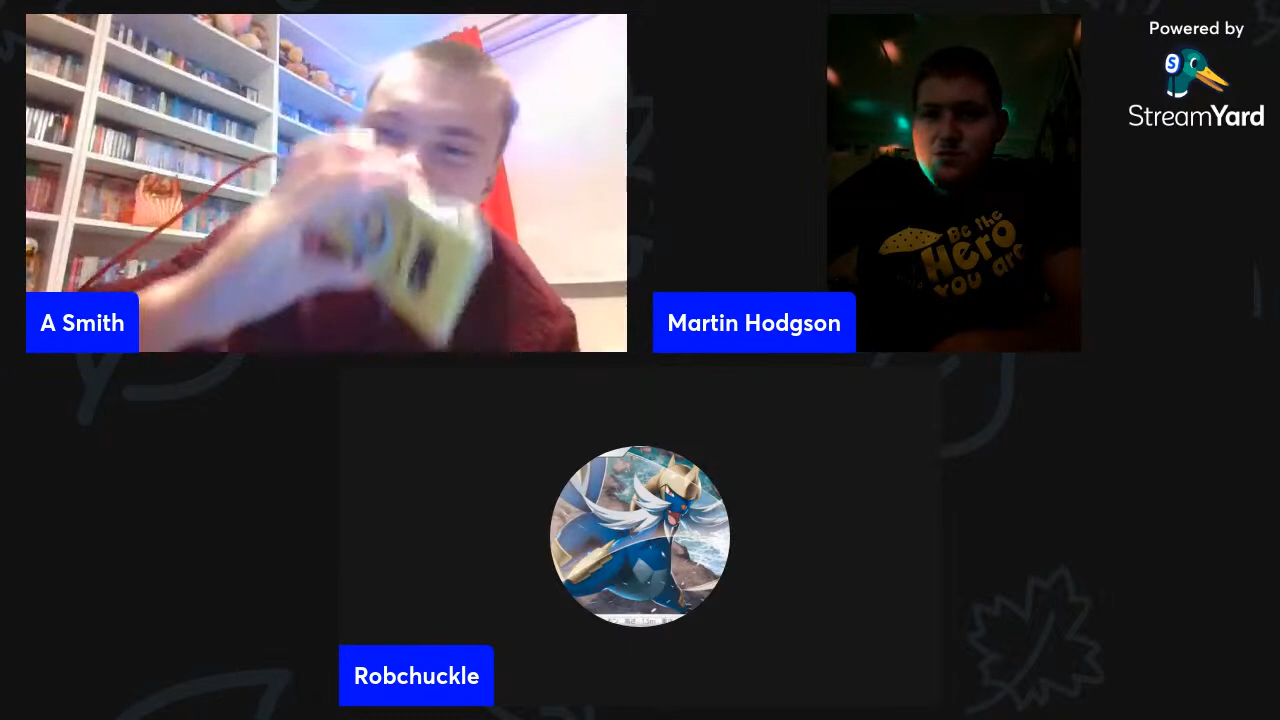 Powered by
S
StreamYard
A Smith
Martin Hodgson
Be the
Hero
you are
Robchuckle